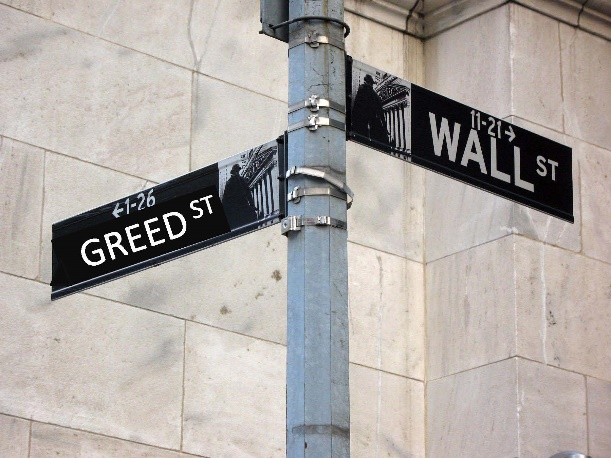 ←1-26
GREED ST
11-21→
WALL ST